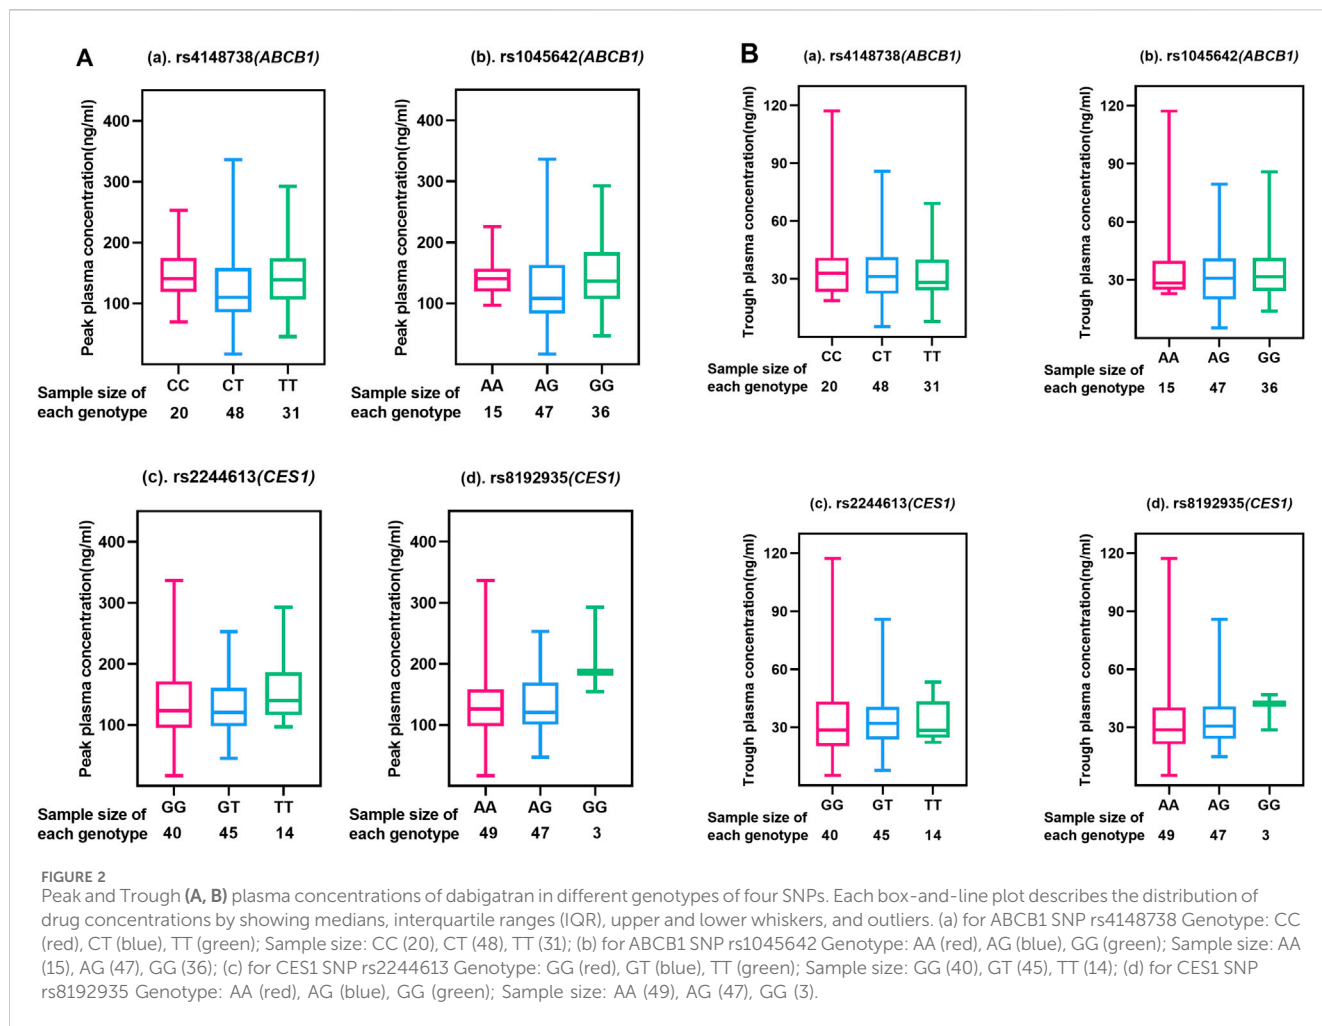 A
(a). rs4148738(ABCB1)
Peak plasma concentration(ng/ml)
400
300
200
100
CC CT TT
Sample size of
each genotype 20 48 31
(b). rs1045642(ABCB1)
Peak plasma concentration(ng/ml)
400
300
200
100
AA AG GG
Sample size of
each genotype 15 47 36
B
(a). rs4148738(ABCB1)
Trough plasma concentration(ng/ml)
120
90
60
30
CC CT TT
Sample size of
each genotype 20 48 31
(b). rs1045642(ABCB1)
Trough plasma concentration(ng/ml)
120
90
60
30
AA AG GG
Sample size of
each genotype 15 47 36
(c). rs2244613(CES1)
Peak plasma concentration(ng/ml)
400
300
200
100
GG GT TT
Sample size of
each genotype 40 45 14
(d). rs8192935(CES1)
Peak plasma concentration(ng/ml)
400
300
200
100
AA AG GG
Sample size of
each genotype 49 47 3
(c). rs2244613(CES1)
Trough plasma concentration(ng/ml)
120
90
60
30
GG GT TT
Sample size of
each genotype 40 45 14
(d). rs8192935(CES1)
Trough plasma concentration(ng/ml)
120
90
60
30
AA AG GG
Sample size of
each genotype 49 47 3
FIGURE 2
Peak and Trough (A, B) plasma concentrations of dabigatran in different genotypes of four SNPs. Each box-and-line plot describes the distribution of
drug concentrations by showing medians, interquartile ranges (IQR), upper and lower whiskers, and outliers. (a) for ABCB1 SNP rs4148738 Genotype: CC
(red), CT (blue), TT (green); Sample size: CC (20), CT (48), TT (31); (b) for ABCB1 SNP rs1045642 Genotype: AA (red), AG (blue), GG (green); Sample size: AA
(15), AG (47), GG (36); (c) for CES1 SNP rs2244613 Genotype: GG (red), GT (blue), TT (green); Sample size: GG (40), GT (45), TT (14); (d) for CES1 SNP
rs8192935 Genotype: AA (red), AG (blue), GG (green); Sample size: AA (49), AG (47), GG (3).